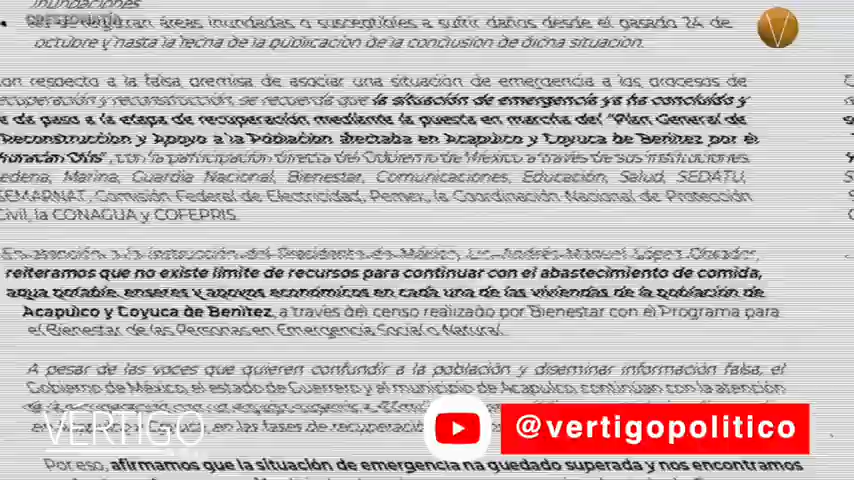 inundaciones
áreas inundadas o susceptibles a sufrir daños desde el pasado 24 de
octubre y hasta la fecha de la publicación de la conclusión de dicha situación.
on respecto a la falsa premisa de asociar una situación de emergencia a los procesos de
ecuperación y reconstrucción, se recuerda que la situación de emergencia ya ha concluido y
e da paso a la etapa de recuperación mediante la puesta en marcha del "Plan General de
Reconstrucción y Apoyo a la Población afectada en Acapulco y Coyuca de Benítez por el
Huracán Otis", con la participación directa del Gobierno de México a través de sus instituciones
edena, Marina, Guardia Nacional, Bienestar, Comunicaciones, Educación, Salud, SEDATU,
SEMARNAT, Comisión Federal de Electricidad, Pemex, la Coordinación Nacional de Protección
Civil, la CONAGUA y COFEPRIS.
En atención a la instrucción del Presidente de México, Lic. Andrés Manuel López Obrador,
reiteramos que no existe límite de recursos para continuar con el abastecimiento de comida,
agua potable, enseres y apoyos económicos en cada una de las viviendas de la población de
Acapulco y Coyuca de Benítez, a través del censo realizado por Bienestar con el Programa para
el Bienestar de las Personas en Emergencia Social o Natural.
A pesar de las voces que quieren confundir a la población y diseminar información falsa, el
Gobierno de México, el estado de Guerrero y el municipio de Acapulco, continúan con la atención
en las fases de recuperación
VÉRTIGO
@vertigopolitico
Por eso, afirmamos que la situación de emergencia ha quedado superada y nos encontramos